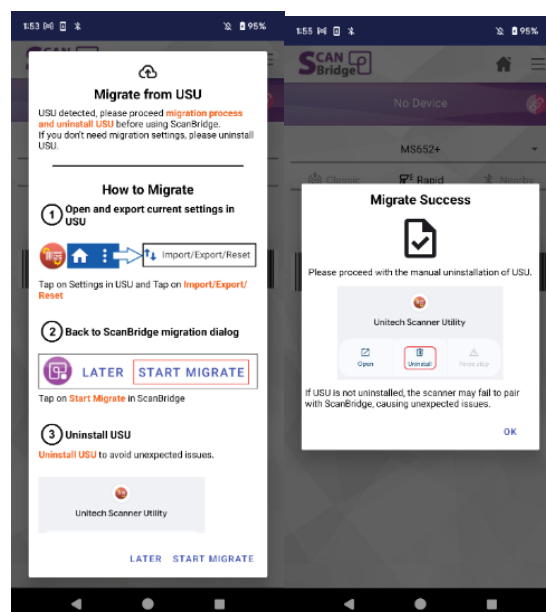 1:53
95%
Migrate from USU
USU detected, please proceed migration process
and uninstall USU before using ScanBridge.
If you don't need migration settings, please uninstall
USU.
How to Migrate
1 Open and export current settings in
USU
Import/Export/Reset
Tap on Settings in USU and Tap on Import/Export/
Reset
2 Back to ScanBridge migration dialog
LATER START MIGRATE
Tap on Start Migrate in ScanBridge
3 Uninstall USU
Uninstall USU to avoid unexpected issues.
Unitech Scanner Utility
LATER START MIGRATE
1:55
95%
SCAN
Bridge
No Device
MS652+
Classic Rapid Nearby
Migrate Success
Please proceed with the manual uninstallation of USU.
Unitech Scanner Utility
Open Uninstall Force stop
If USU is not uninstalled, the scanner may fail to pair
with ScanBridge, causing unexpected issues.
OK